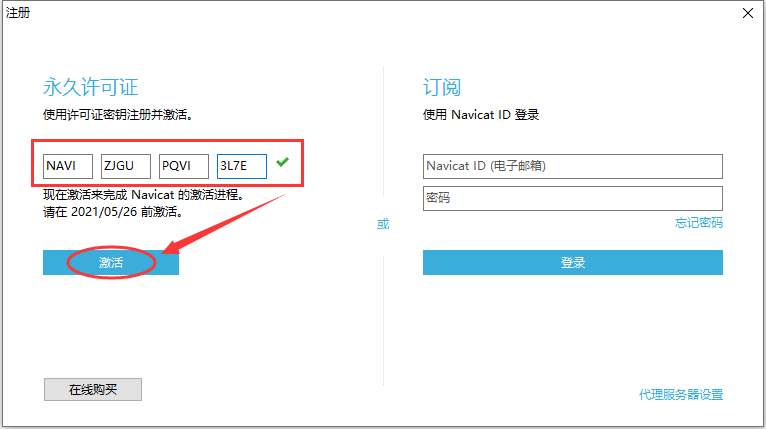 注册
永久许可证
使用许可证密钥注册并激活。
NAVI ZJGU PQVI 3L7E
现在激活来完成 Navicat 的激活进程。
请在 2021/05/26 前激活。
激活
在线购买
或
订阅
使用 Navicat ID 登录
Navicat ID (电子邮箱)
密码
忘记密码
登录
代理服务器设置